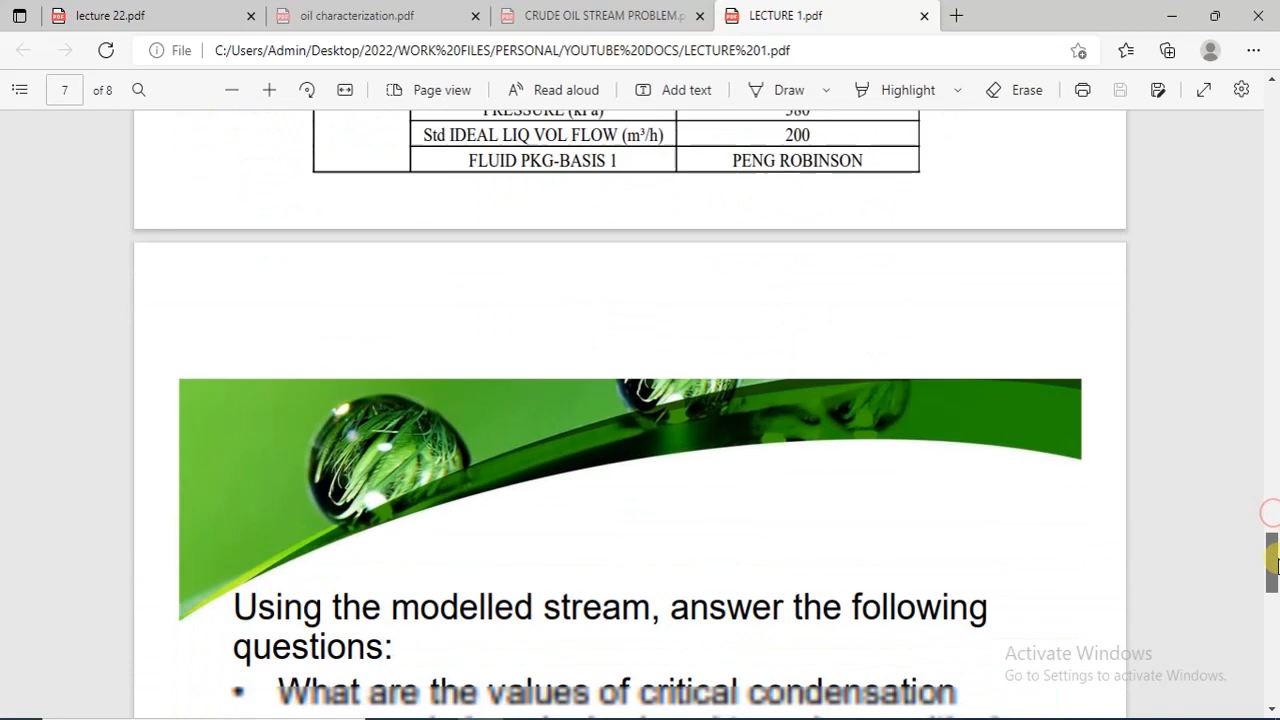 lecture 22.pdf
oil characterization.pdf
CRUDE OIL STREAM PROBLEM.p
LECTURE 1.pdf
File C:/Users/Admin/Desktop/2022/WORK%20FILES/PERSONAL/YOUTUBE%20DOCS/LECTURE%201.pdf
7 of 8 Page view Read aloud Add text Draw Highlight Erase
PRESSURE (kPa) 580
Std IDEAL LIQ VOL FLOW (m³/h) 200
FLUID PKG-BASIS 1 PENG ROBINSON
Using the modelled stream, answer the following
questions:
• What are the values of critical condensation
Activate Windows
Go to Settings to activate Windows.